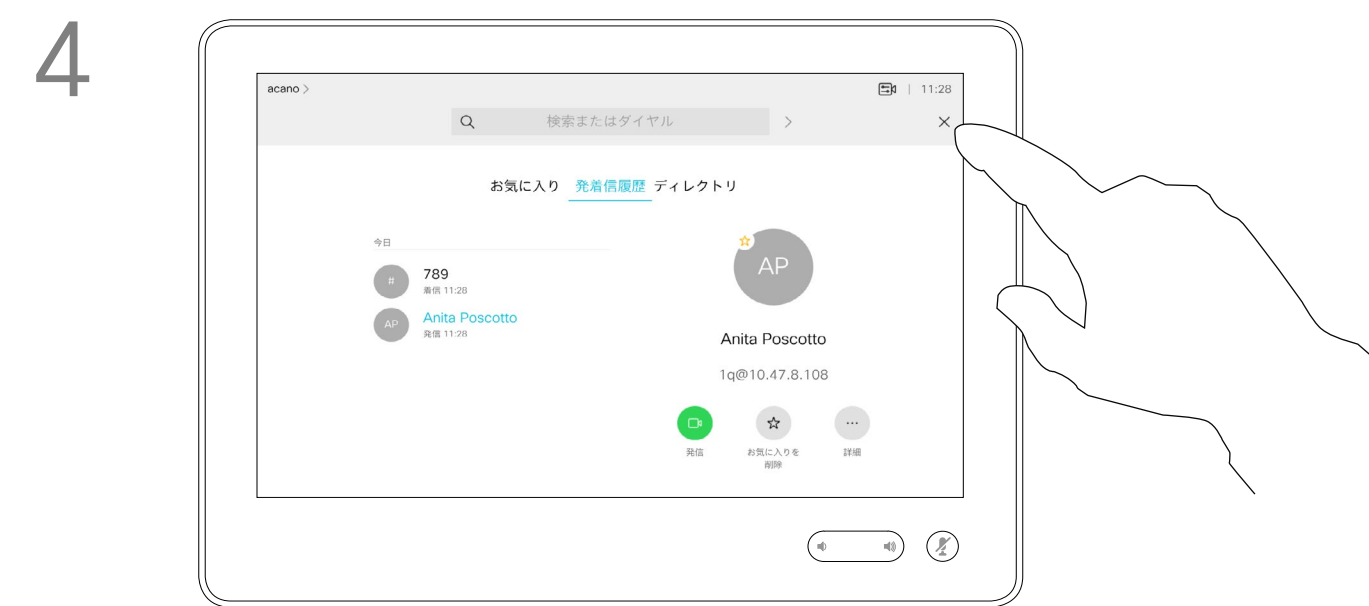 4
acano >
11:28
検索またはダイヤル
お気に入り 発着信履歴 ディレクトリ
今日
#
789
着信 11:28
AP
Anita Poscotto
発信 11:28
AP
Anita Poscotto
1q@10.47.8.108
発信
お気に入りを
削除
詳細